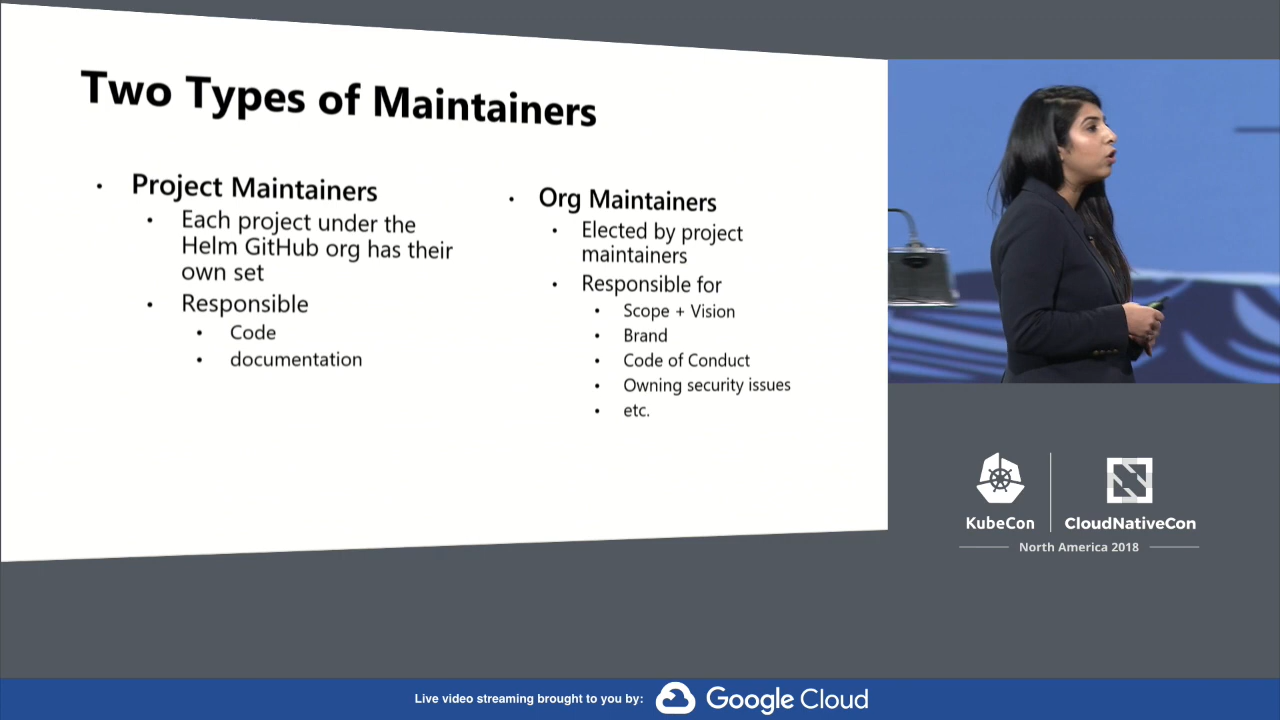 Two Types of Maintainers
• Project Maintainers
• Each project under the
Helm GitHub org has their
own set
• Responsible
• Code
• documentation
• Org Maintainers
• Elected by project
maintainers
• Responsible for
• Scope + Vision
• Brand
• Code of Conduct
• Owning security issues
• etc.
KubeCon
CloudNativeCon
North America 2018
Live video streaming brought to you by:
Google Cloud